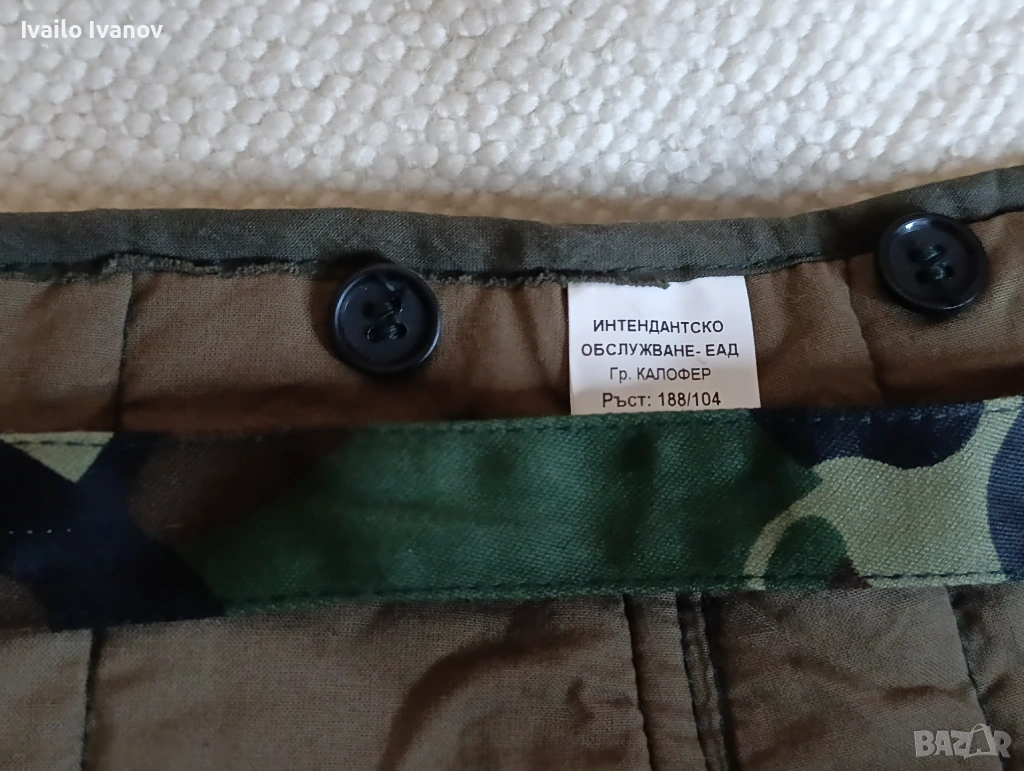 Ivailo Ivanov
ИНТЕНДАНТСКО
ОБСЛУЖВАНЕ- ЕАД
Гр. КАЛОФЕР
Ръст: 188/104
BAZAR